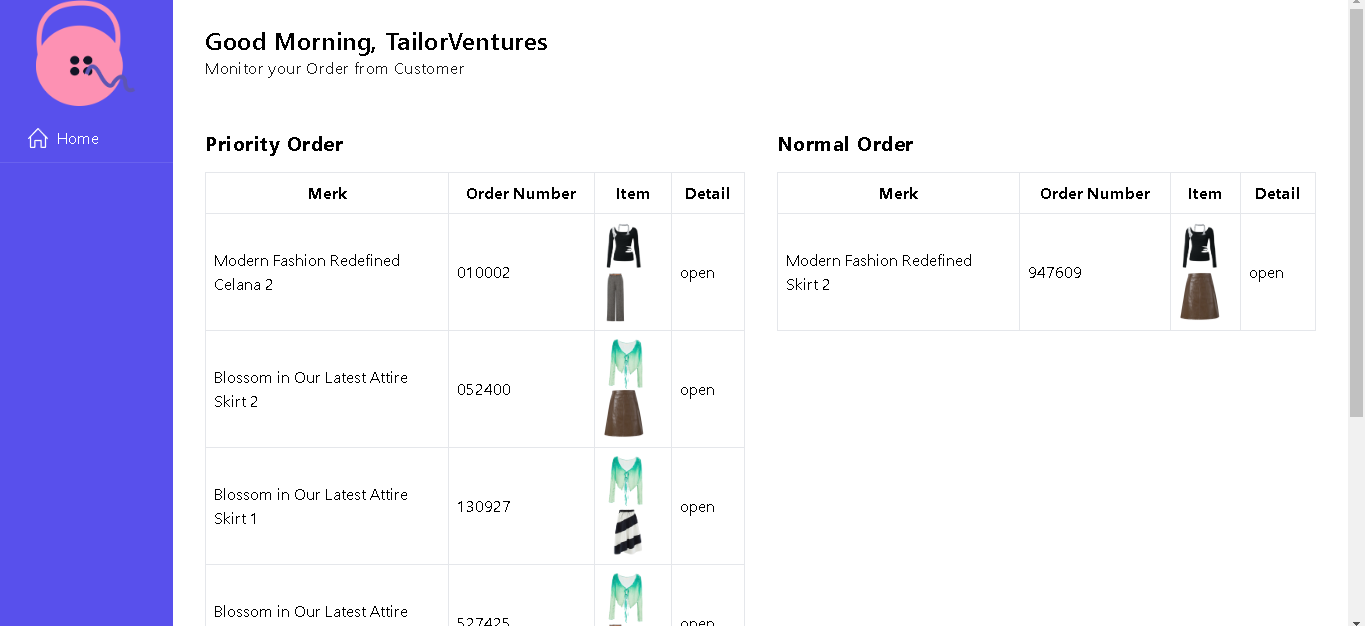 Good Morning, TailorVentures
Monitor your Order from Customer
Home
Priority Order
Merk Order Number Item Detail
Modern Fashion Redefined
Celana 2
010002
open
Blossom in Our Latest Attire
Skirt 2
052400
open
Blossom in Our Latest Attire
Skirt 1
130927
open
Blossom in Our Latest Attire
527425
open
Normal Order
Merk Order Number Item Detail
Modern Fashion Redefined
Skirt 2
947609
open